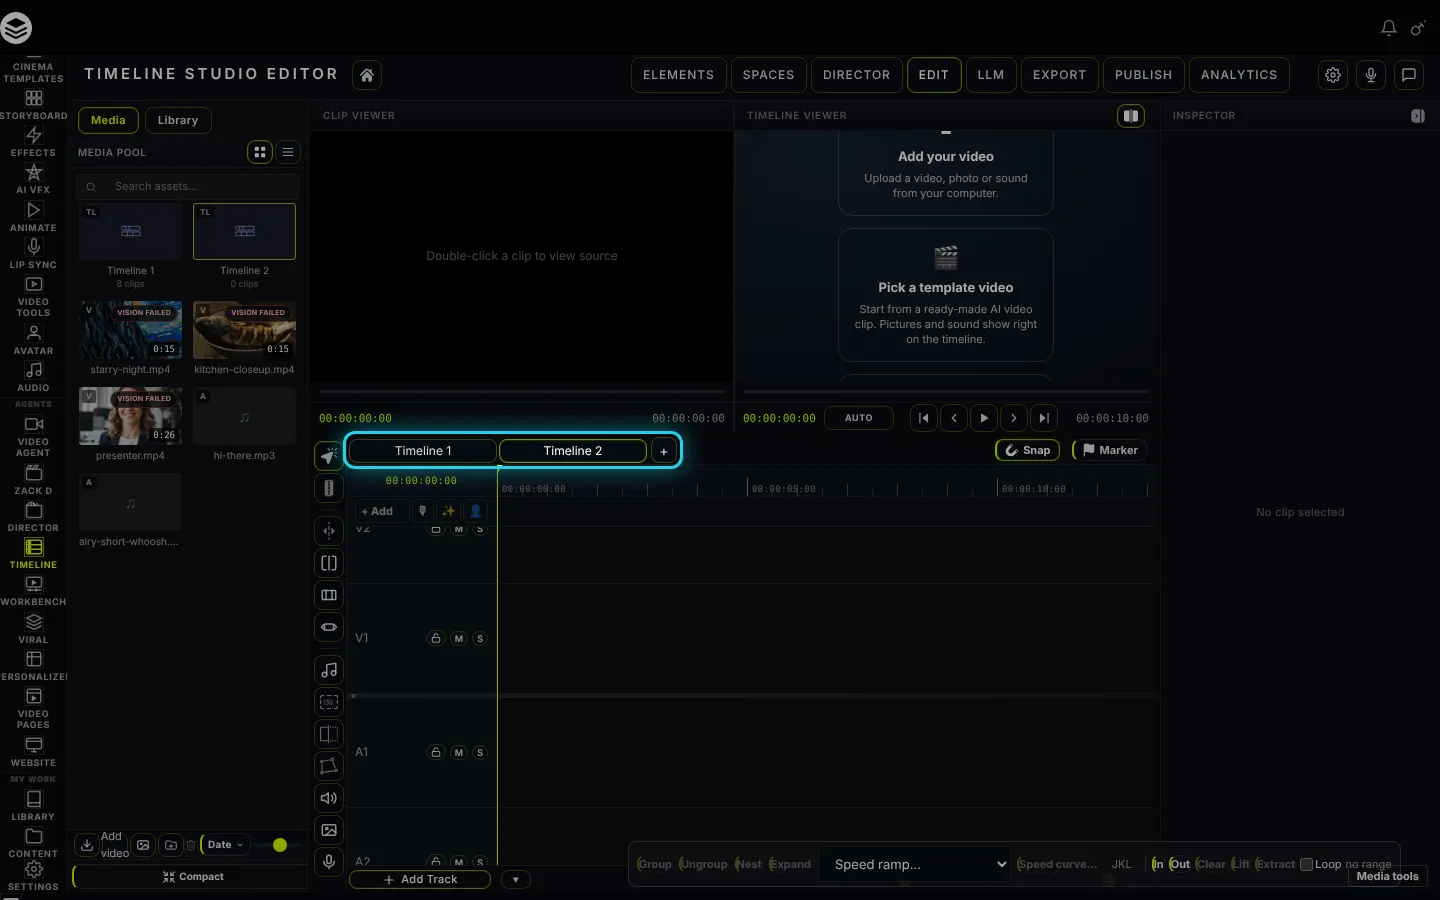 CINEMA
TEMPLATES
STORYBOARD
EFFECTS
AI VFX
ANIMATE
LIP SYNC
VIDEO
TOOLS
AVATAR
AUDIO
AGENTS
VIDEO
AGENT
ZACK D
DIRECTOR
TIMELINE
WORKBENCH
VIRAL
PERSONALIZE
VIDEO
PAGES
WEBSITE
MY WORK
LIBRARY
CONTENT
SETTINGS
TIMELINE STUDIO EDITOR
ELEMENTS
SPACES
DIRECTOR
EDIT
LLM
EXPORT
PUBLISH
ANALYTICS
Media
Library
MEDIA POOL
Search assets...
TL
Timeline 1
8 clips
TL
Timeline 2
0 clips
V
VISION FAILED
0:15
starry-night.mp4
V
VISION FAILED
0:15
kitchen-closeup.mp4
V
VISION FAILED
0:26
presenter.mp4
A
hi-there.mp3
A
airy-short-whoosh....
Add
video
Date
Compact
CLIP VIEWER
Double-click a clip to view source
00:00:00:00
00:00:00:00
TIMELINE VIEWER
Add your video
Upload a video, photo or sound
from your computer.
Pick a template video
Start from a ready-made AI video
clip. Pictures and sound show right
on the timeline.
00:00:00:00
AUTO
00:00:10:00
INSPECTOR
No clip selected
Timeline 1
Timeline 2
+
Snap
Marker
00:00:00:00
00:00:00:00
00:00:05:00
00:00:10:00
+ Add
V2
M
S
V1
M
S
A1
M
S
A2
M
S
+ Add Track
Group
Ungroup
Nest
Expand
Speed ramp...
Speed curve...
JKL
In
Out
Clear
Lift
Extract
Loop
no range
Media tools